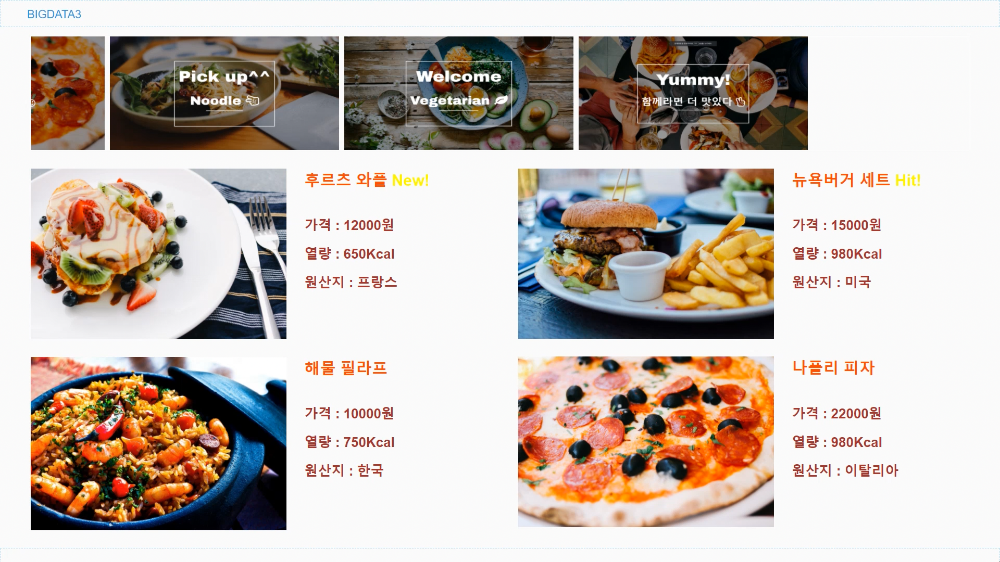 BIGDATA3
Pick up^^
Noodle
Welcome
Vegetarian
Yummy!
함께라면 더 맛있다
후르츠 와플 New!
가격 : 12000원
열량 : 650Kcal
원산지 : 프랑스
뉴욕버거 세트 Hit!
가격 : 15000원
열량 : 980Kcal
원산지 : 미국
해물 필라프
가격 : 10000원
열량 : 750Kcal
원산지 : 한국
나폴리 피자
가격 : 22000원
열량 : 980Kcal
원산지 : 이탈리아